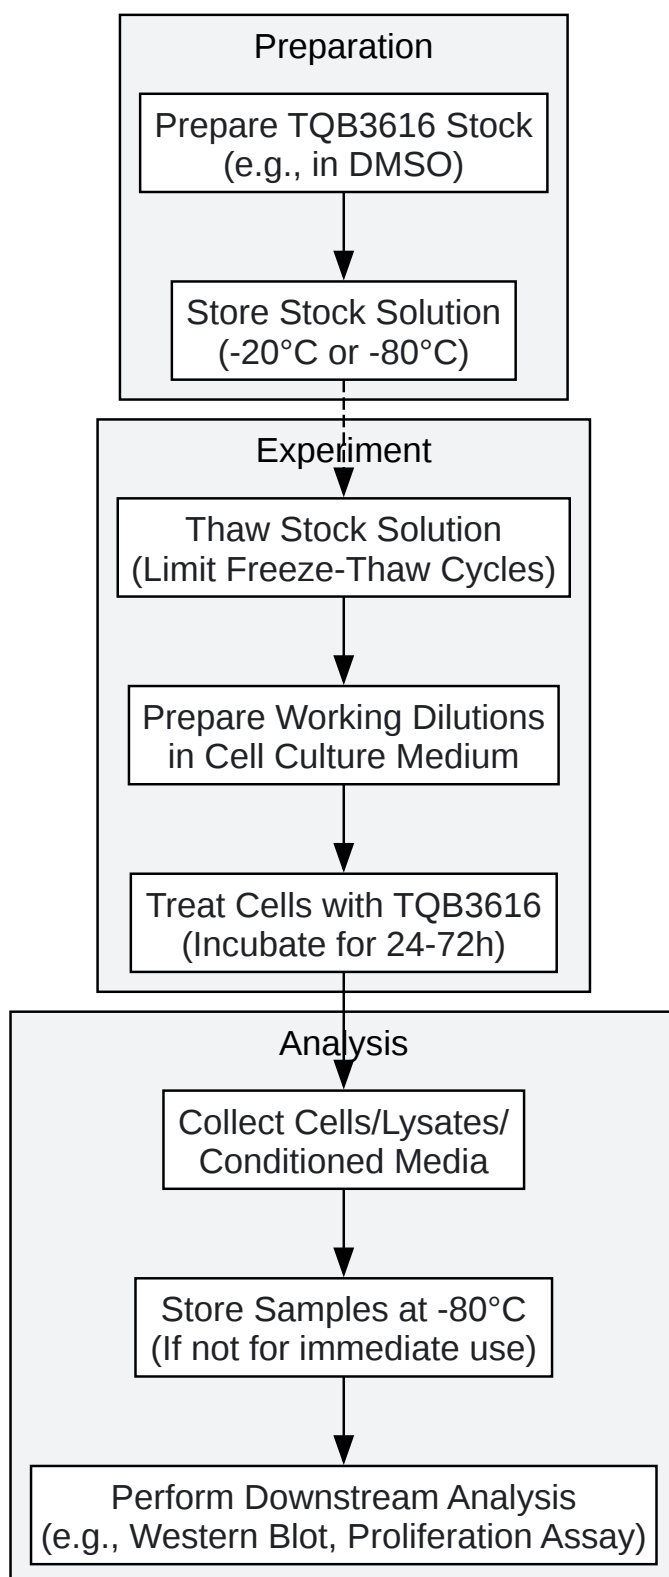 Preparation
Prepare TQB3616 Stock
(e.g., in DMSO)
Store Stock Solution
(-20°C or -80°C)
Experiment
Thaw Stock Solution
(Limit Freeze-Thaw Cycles)
Prepare Working Dilutions
in Cell Culture Medium
Treat Cells with TQB3616
(Incubate for 24-72h)
Analysis
Collect Cells/Lysates/
Conditioned Media
Store Samples at -80°C
(If not for immediate use)
Perform Downstream Analysis
(e.g., Western Blot, Proliferation Assay)